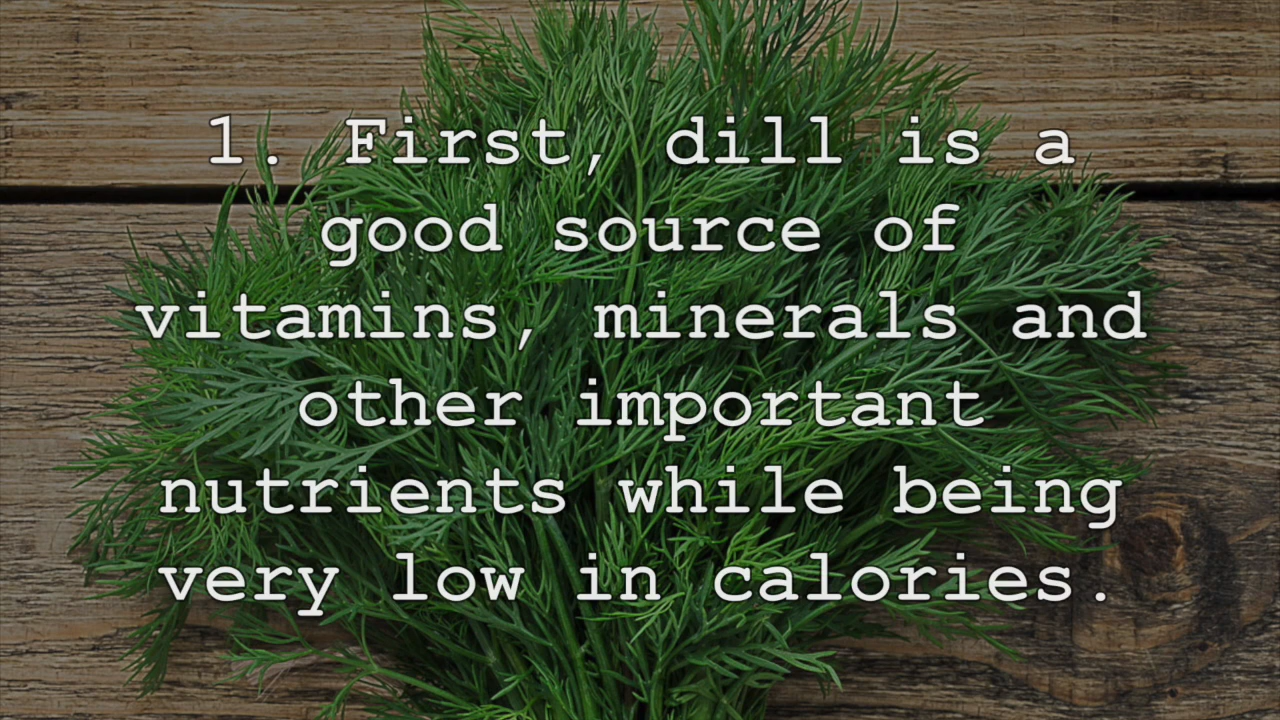 1. First, dill is a
good source of
vitamins, minerals and
other important
nutrients while being
very low in calories.